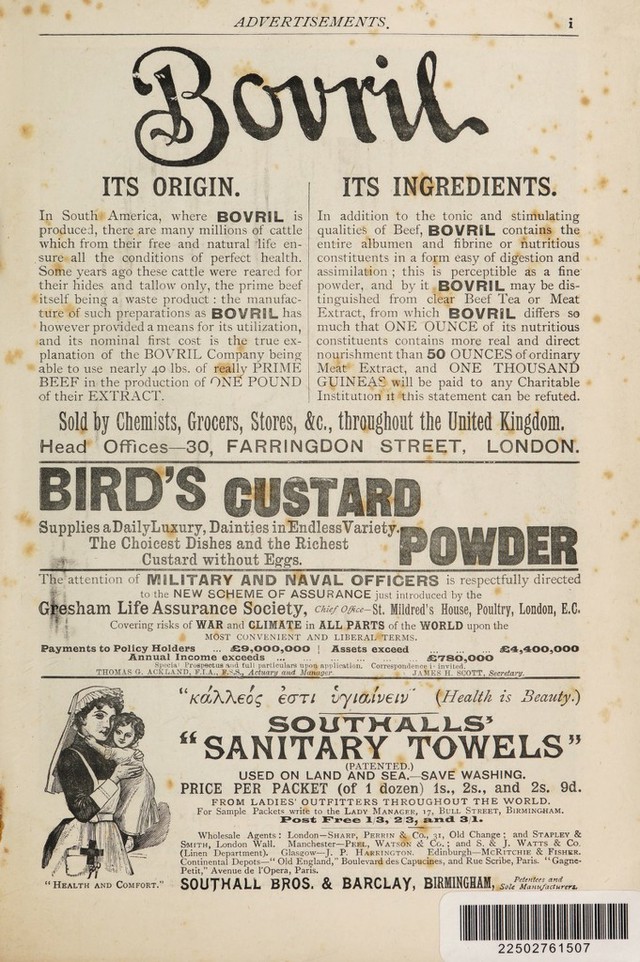 ADVERTISEMENTS. i
Bovril
ITS ORIGIN.
In South America, where BOVRIL is
produced, there are many millions of cattle
which from their free and natural life en-
sure all the conditions of perfect health.
Some years ago these cattle were reared for
their hides and tallow only, the prime beef
itself being a waste product : the manufac-
ture of such preparations as BOVRIL has
however provided a means for its utilization,
and its nominal first cost is the true ex-
planation of the BOVRIL Company being
able to use nearly 40 lbs. of really PRIME
BEEF in the production of ONE POUND
of their EXTRACT.
ITS INGREDIENTS.
In addition to the tonic and stimulating
qualities of Beef, BOVRIL contains the
entire albumen and fibrine or nutritious
constituents in a form easy of digestion and
assimilation ; this is perceptible as a fine
powder, and by it BOVRIL may be dis-
tinguished from clear Beef Tea or Meat
Extract, from which BOVRIL differs so
much that ONE OUNCE of its nutritious
constituents contains more real and direct
nourishment than 50 OUNCES of ordinary
Meat Extract, and ONE THOUSAND
GUINEAS will be paid to any Charitable
Institution if this statement can be refuted.
Sold by Chemists, Grocers, Stores, &c., throughout the United Kingdom.
Head Offices—30, FARRINGDON STREET, LONDON.
BIRD'S CUSTARD
POWDER
Supplies a Daily Luxury, Dainties in Endless Variety.
The Choicest Dishes and the Richest
Custard without Eggs.
The attention of MILITARY AND NAVAL OFFICERS is respectfully directed
to the NEW SCHEME OF ASSURANCE just introduced by the
Gresham Life Assurance Society, Chief Office—St. Mildred's House, Poultry, London, E.C.
Covering risks of WAR and CLIMATE in ALL PARTS of the WORLD upon the
MOST CONVENIENT AND LIBERAL TERMS.
Payments to Policy Holders ... £9,000,000 | Assets exceed ... ... ... £4,400,000
Annual Income exceeds ... ... ... ... ... £780,000
Special Prospectus and full particulars upon application. Correspondence invited.
THOMAS G. ACKLAND, F.I.A., F.S.S., Actuary and Manager. JAMES H. SCOTT, Secretary.
"κάλλεός ἐστι ὑγιαίνειν" (Health is Beauty.)
SOUTHALLS'
"SANITARY TOWELS"
(PATENTED.)
USED ON LAND AND SEA.—SAVE WASHING.
PRICE PER PACKET (of 1 dozen) 1s., 2s., and 2s. 9d.
FROM LADIES' OUTFITTERS THROUGHOUT THE WORLD.
For Sample Packets write to the LADY MANAGER, 17, BULL STREET, BIRMINGHAM.
Post Free 1/3, 2/3, and 3/-.
Wholesale Agents : London—SHARP, PERRIN & Co., 31, Old Change ; and STAPLEY &
SMITH, London Wall. Manchester—PEEL, WATSON & Co. ; and S. & J. WATTS & Co.
(Linen Department). Glasgow—J. P. HARRINGTON. Edinburgh—McRITCHIE & FISHER.
Continental Depots—"Old England," Boulevard des Capucines, and Rue Scribe, Paris. "Gagne-
Petit," Avenue de l'Opera, Paris.
"HEALTH AND COMFORT."
SOUTHALL BROS. & BARCLAY, BIRMINGHAM, Patentees and
Sole Manufacturers.
22502761507